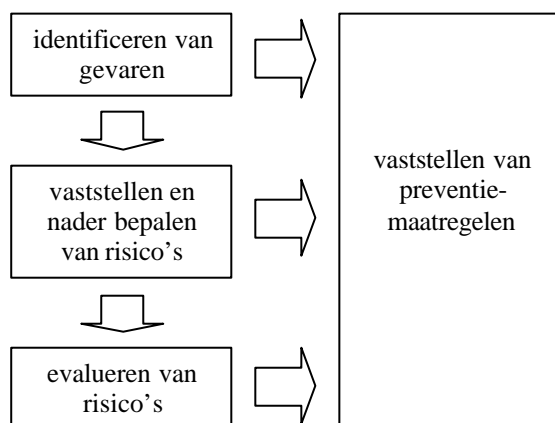 identificeren van
gevaren
vaststellen en
nader bepalen
van risico’s
evalueren van
risico’s
vaststellen van
preventie-
maatregelen